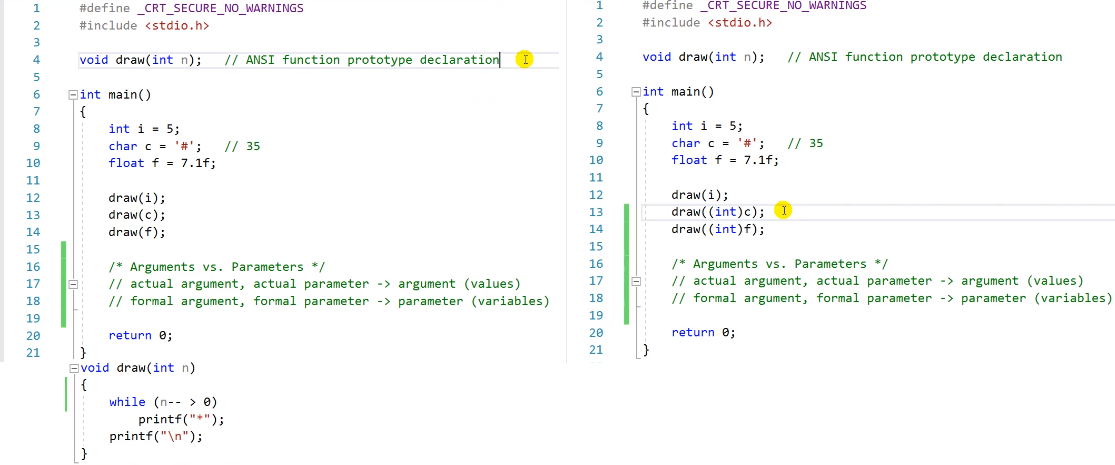 1 #define _CRT_SECURE_NO_WARNINGS
2 #include <stdio.h>
3
4 void draw(int n); // ANSI function prototype declaration
5
6 int main()
7 {
8 int i = 5;
9 char c = '#'; // 35
10 float f = 7.1f;
11
12 draw(i);
13 draw(c);
14 draw(f);
15
16 /* Arguments vs. Parameters */
17 // actual argument, actual parameter -> argument (values)
18 // formal argument, formal parameter -> parameter (variables)
19
20 return 0;
21 }
void draw(int n)
{
while (n-- > 0)
printf("*");
printf("\n");
}
1 #define _CRT_SECURE_NO_WARNINGS
2 #include <stdio.h>
3
4 void draw(int n); // ANSI function prototype declaration
5
6 int main()
7 {
8 int i = 5;
9 char c = '#'; // 35
10 float f = 7.1f;
11
12 draw(i);
13 draw((int)c);
14 draw((int)f);
15
16 /* Arguments vs. Parameters */
17 // actual argument, actual parameter -> argument (values)
18 // formal argument, formal parameter -> parameter (variables)
19
20 return 0;
21 }